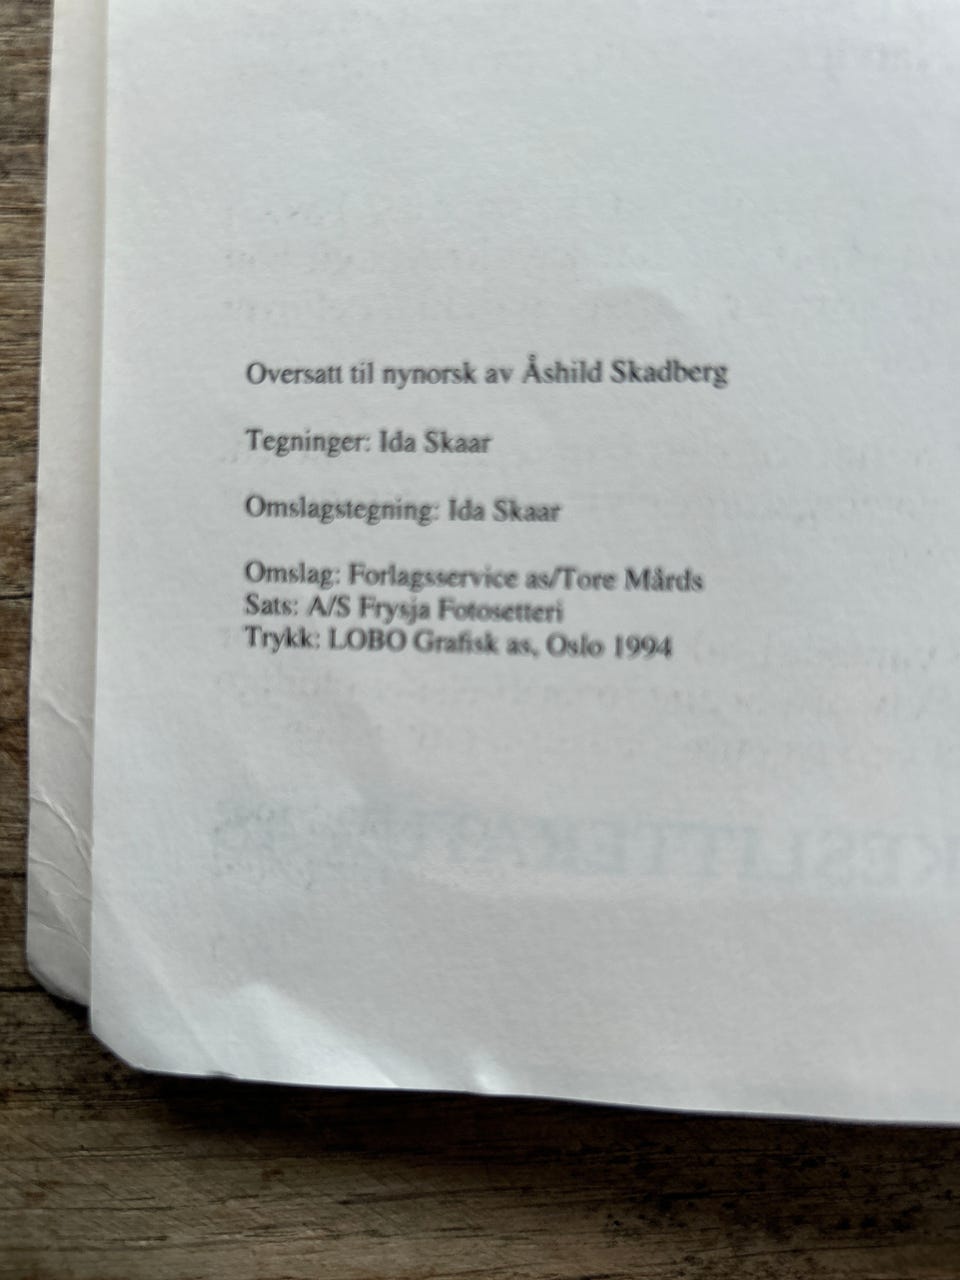 Oversatt til nynorsk av Åshild Skadberg
Tegninger: Ida Skaar
Omslagstegning: Ida Skaar
Omslag: Forlagsservice as/Tore Mårds
Sats: A/S Frysja Fotosetteri
Trykk: LOBO Grafisk as, Oslo 1994